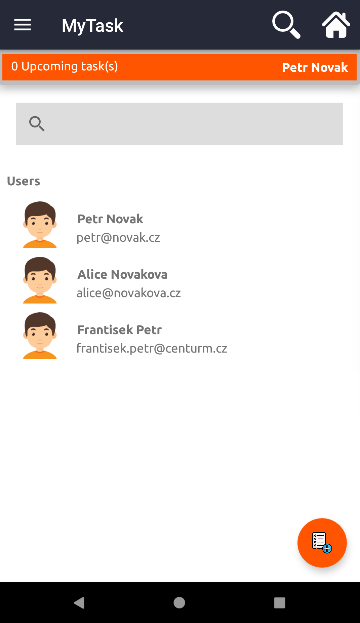 MyTask
0 Upcoming task(s) Petr Novak
Users
Petr Novak
petr@novak.cz
Alice Novakova
alice@novakova.cz
Frantisek Petr
frantisek.petr@centurm.cz